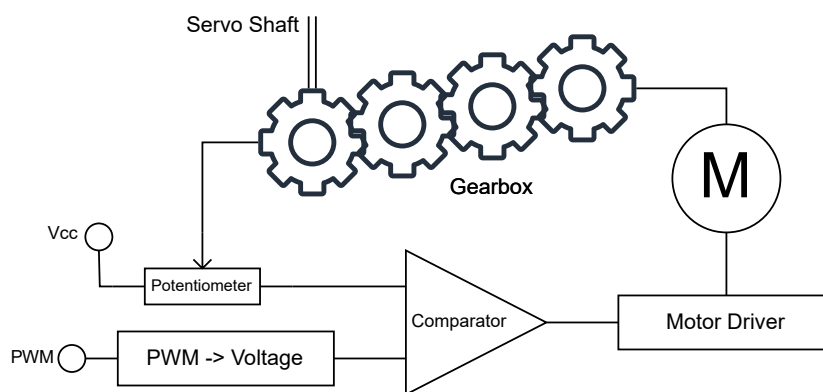 Servo Shaft
Gearbox
M
Vcc
Potentiometer
Comparator
Motor Driver
PWM
PWM -> Voltage